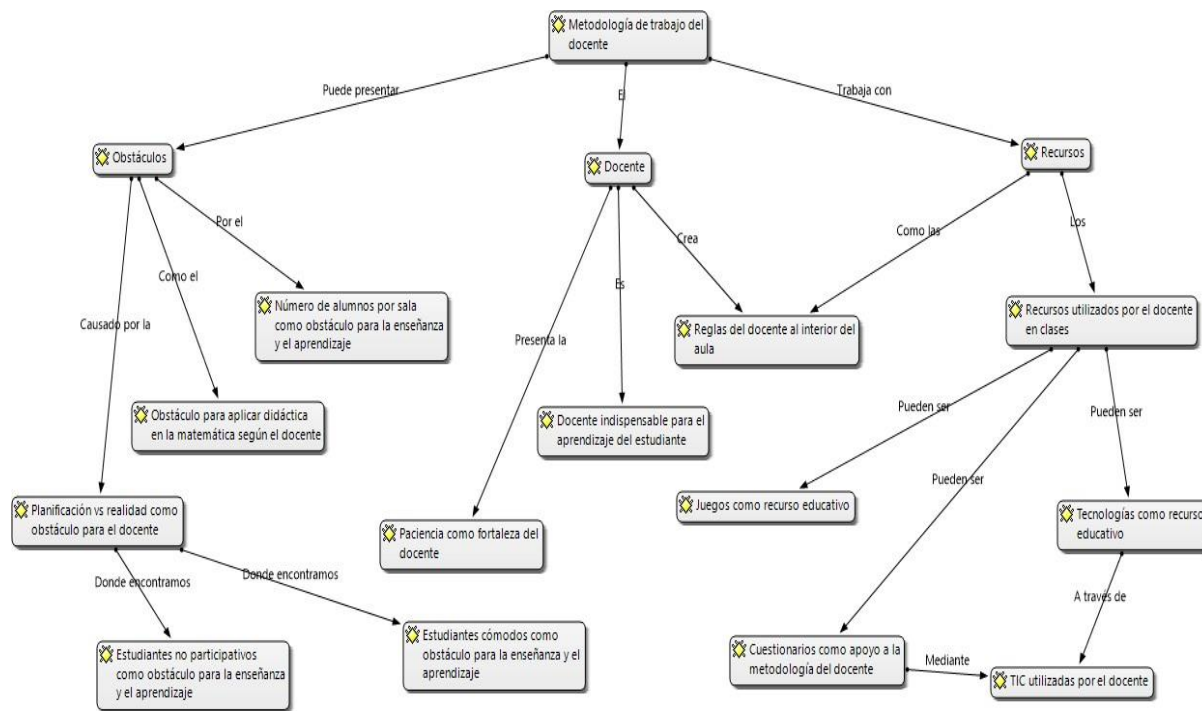 Metodología de trabajo del
docente
Puede presentar
El
Trabaja con
Obstáculos
Docente
Recursos
Por el
Como el
Causado por la
Crea
Es
Presenta la
Como las
Los
Número de alumnos por sala
como obstáculo para la enseñanza
y el aprendizaje
Reglas del docente al interior del
aula
Recursos utilizados por el docente
en clases
Obstáculo para aplicar didáctica
en la matemática según el docente
Docente indispensable para el
aprendizaje del estudiante
Pueden ser
Pueden ser
Pueden ser
Planificación vs realidad como
obstáculo para el docente
Paciencia como fortaleza del
docente
Juegos como recurso educativo
Tecnologías como recurso
educativo
Donde encontramos
Donde encontramos
A través de
Estudiantes no participativos
como obstáculo para la enseñanza
y el aprendizaje
Estudiantes cómodos como
obstáculo para la enseñanza y el
aprendizaje
Cuestionarios como apoyo a la
metodología del docente
Mediante
TIC utilizadas por el docente